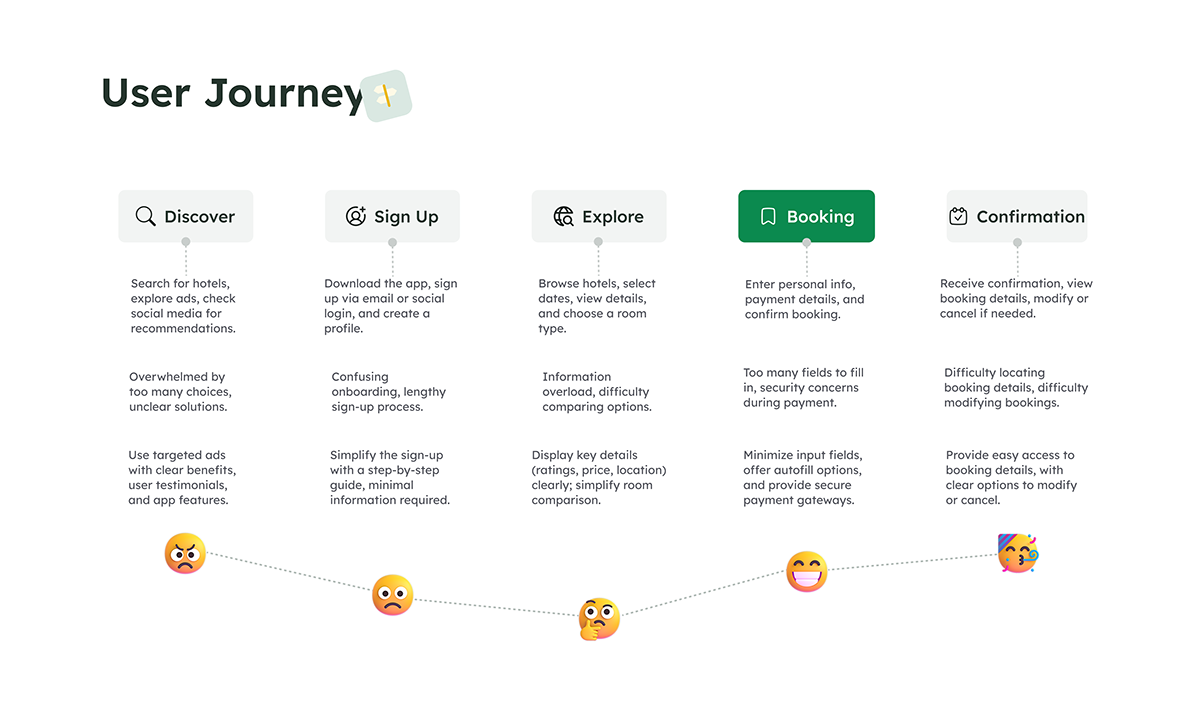 User Journey
Discover
Sign Up
Explore
Booking
Confirmation
Search for hotels,
explore ads, check
social media for
recommendations.
Download the app, sign
up via email or social
login, and create a
profile.
Browse hotels, select
dates, view details,
and choose a room
type.
Enter personal info,
payment details, and
confirm booking.
Receive confirmation, view
booking details, modify or
cancel if needed.
Overwhelmed by
too many choices,
unclear solutions.
Confusing
onboarding, lengthy
sign-up process.
Information
overload, difficulty
comparing options.
Too many fields to fill
in, security concerns
during payment.
Difficulty locating
booking details, difficulty
modifying bookings.
Use targeted ads
with clear benefits,
user testimonials,
and app features.
Simplify the sign-up
with a step-by-step
guide, minimal
information required.
Display key details
(ratings, price, location)
clearly; simplify room
comparison.
Minimize input fields,
offer autofill options,
and provide secure
payment gateways.
Provide easy access to
booking details, with
clear options to modify
or cancel.